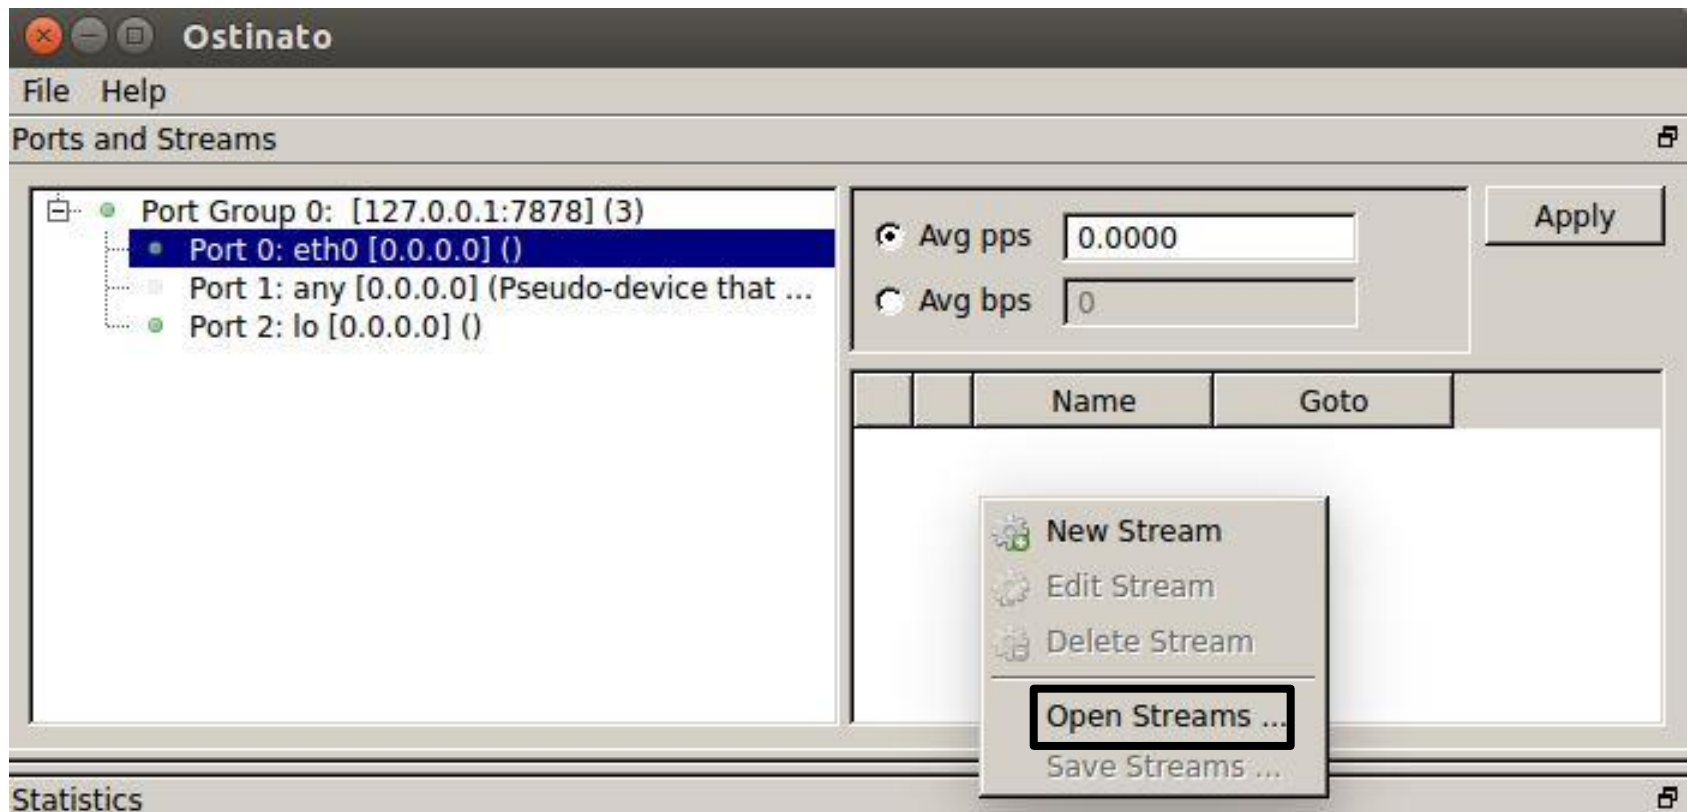 Ostinato
File Help
Ports and Streams
Port Group 0: [127.0.0.1:7878] (3)
Port 0: eth0 [0.0.0.0] ()
Port 1: any [0.0.0.0] (Pseudo-device that ...
Port 2: lo [0.0.0.0] ()
Avg pps 0.0000
Avg bps 0
Apply
Name Goto
New Stream
Edit Stream
Delete Stream
Open Streams ...
Save Streams ...
Statistics